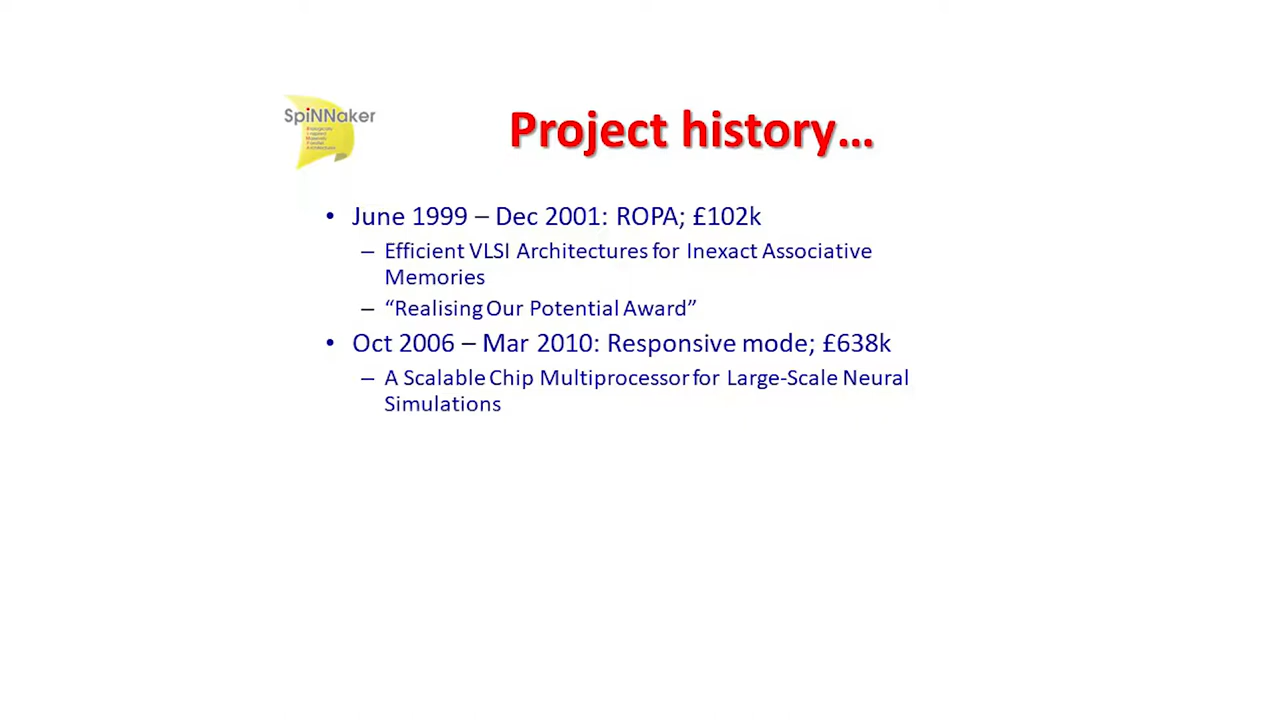 SpiNNaker
Project history…
• June 1999 – Dec 2001: ROPA; £102k
– Efficient VLSI Architectures for Inexact Associative
Memories
– “Realising Our Potential Award”
• Oct 2006 – Mar 2010: Responsive mode; £638k
– A Scalable Chip Multiprocessor for Large-Scale Neural
Simulations